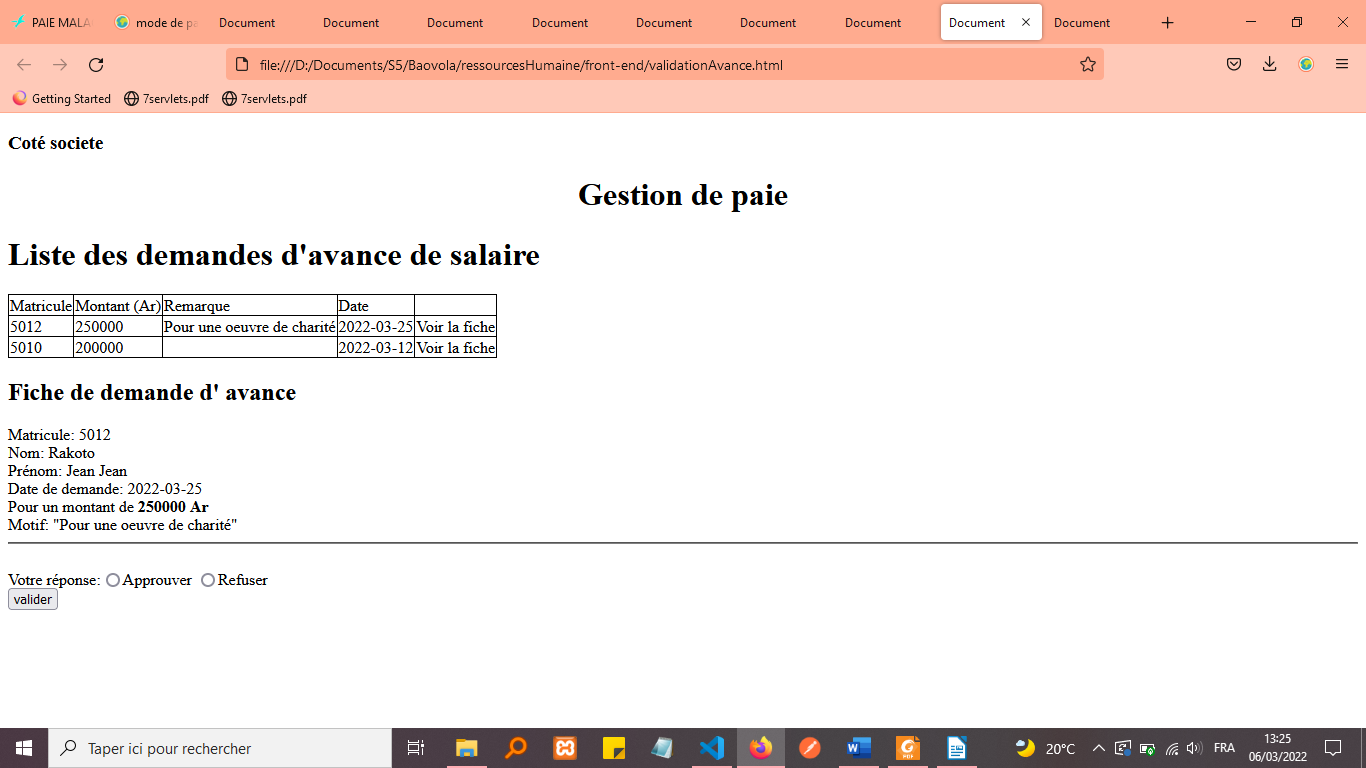 PAIE MALA
mode de pa
Document
Document
Document
Document
Document
Document
Document
Document
Document
file:///D:/Documents/S5/Baovola/ressourcesHumaine/front-end/validationAvance.html
Getting Started
7servlets.pdf
7servlets.pdf
Coté societe
Gestion de paie
Liste des demandes d'avance de salaire
Matricule Montant (Ar) Remarque Date
5012 250000 Pour une oeuvre de charité 2022-03-25 Voir la fiche
5010 200000 2022-03-12 Voir la fiche
Fiche de demande d' avance
Matricule: 5012
Nom: Rakoto
Prénom: Jean Jean
Date de demande: 2022-03-25
Pour un montant de 250000 Ar
Motif: "Pour une oeuvre de charité"
Votre réponse: Approuver Refuser
valider
Taper ici pour rechercher
20°C
FRA
13:25
06/03/2022